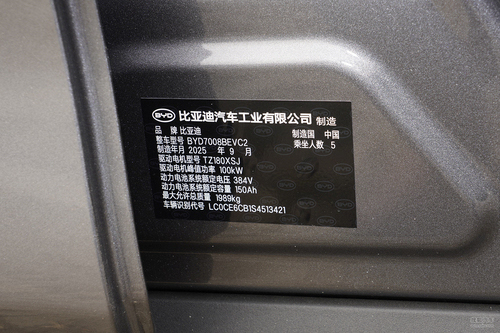 BYD 比亚迪汽车工业有限公司 制造
品 牌 比亚迪 制造国 中国
整车型号 BYD7008BEVC2 乘坐人数 5
制造年月 2025 年 9 月
驱动电机型号 TZ180XSJ
驱动电机峰值功率 100kW
动力电池系统额定电压 384V
动力电池系统额定容量 150Ah
最大允许总质量 1989kg
车辆识别代号 LC0CE6CB1S4513421